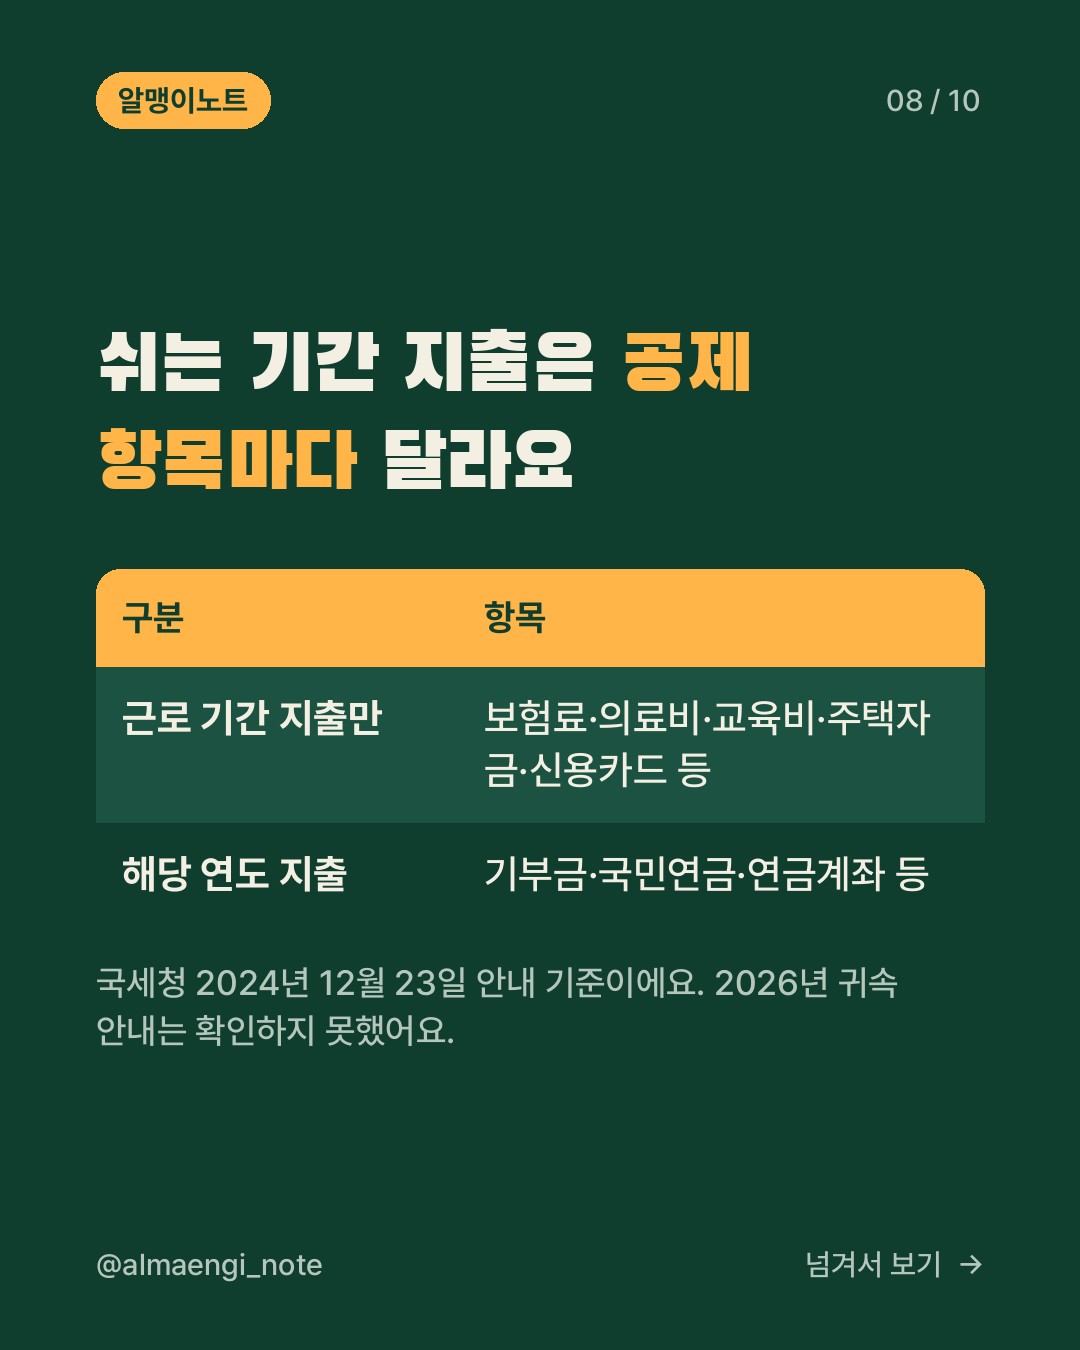 알맹이노트
08 / 10
쉬는 기간 지출은 공제
항목마다 달라요
구분 항목
근로 기간 지출만 보험료·의료비·교육비·주택자
금·신용카드 등
해당 연도 지출 기부금·국민연금·연금계좌 등
국세청 2024년 12월 23일 안내 기준이에요. 2026년 귀속
안내는 확인하지 못했어요.
@almaengi_note
넘겨서 보기 →